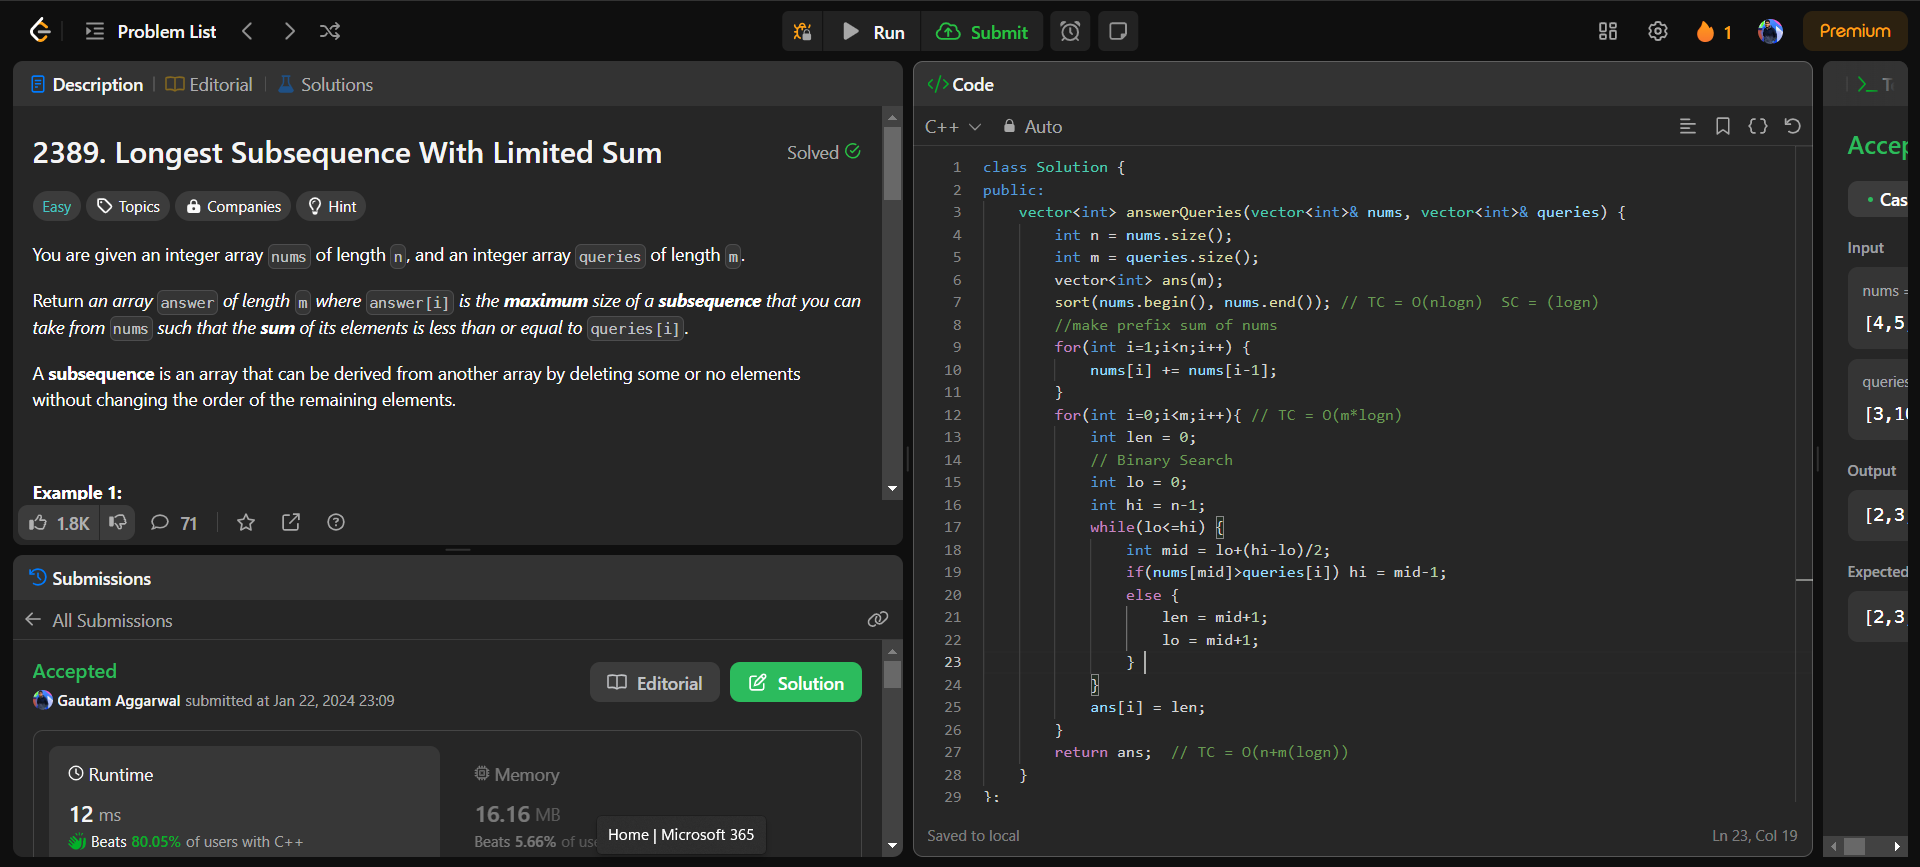 Problem List
Run
Submit
1
Premium
Description
Editorial
Solutions
2389. Longest Subsequence With Limited Sum
Solved
Easy
Topics
Companies
Hint
You are given an integer array nums of length n, and an integer array queries of length m.
Return an array answer of length m where answer[i] is the maximum size of a subsequence that you can
take from nums such that the sum of its elements is less than or equal to queries[i].
A subsequence is an array that can be derived from another array by deleting some or no elements
without changing the order of the remaining elements.
Example 1:
1.8K
71
Submissions
All Submissions
Accepted
Gautam Aggarwal submitted at Jan 22, 2024 23:09
Editorial
Solution
Runtime
12 ms
Beats 80.05% of users with C++
Memory
16.16 MB
Beats 5.66% of us
Home | Microsoft 365
</> Code
C++
Auto
1 class Solution {
2 public:
3 vector<int> answerQueries(vector<int>& nums, vector<int>& queries) {
4 int n = nums.size();
5 int m = queries.size();
6 vector<int> ans(m);
7 sort(nums.begin(), nums.end()); // TC = O(nlogn)  SC = (logn)
8 //make prefix sum of nums
9 for(int i=1;i<n;i++) {
10 nums[i] += nums[i-1];
11 }
12 for(int i=0;i<m;i++){ // TC = O(m*logn)
13 int len = 0;
14 // Binary Search
15 int lo = 0;
16 int hi = n-1;
17 while(lo<=hi) {
18 int mid = lo+(hi-lo)/2;
19 if(nums[mid]>queries[i]) hi = mid-1;
20 else {
21 len = mid+1;
22 lo = mid+1;
23 }
24 }
25 ans[i] = len;
26 }
27 return ans;  // TC = O(n+m(logn))
28 }
29 };
Saved to local
Ln 23, Col 19
>_ T
Accep
• Cas
Input
nums =
[4,5
queries
[3,10
Output
[2,3
Expected
[2,3